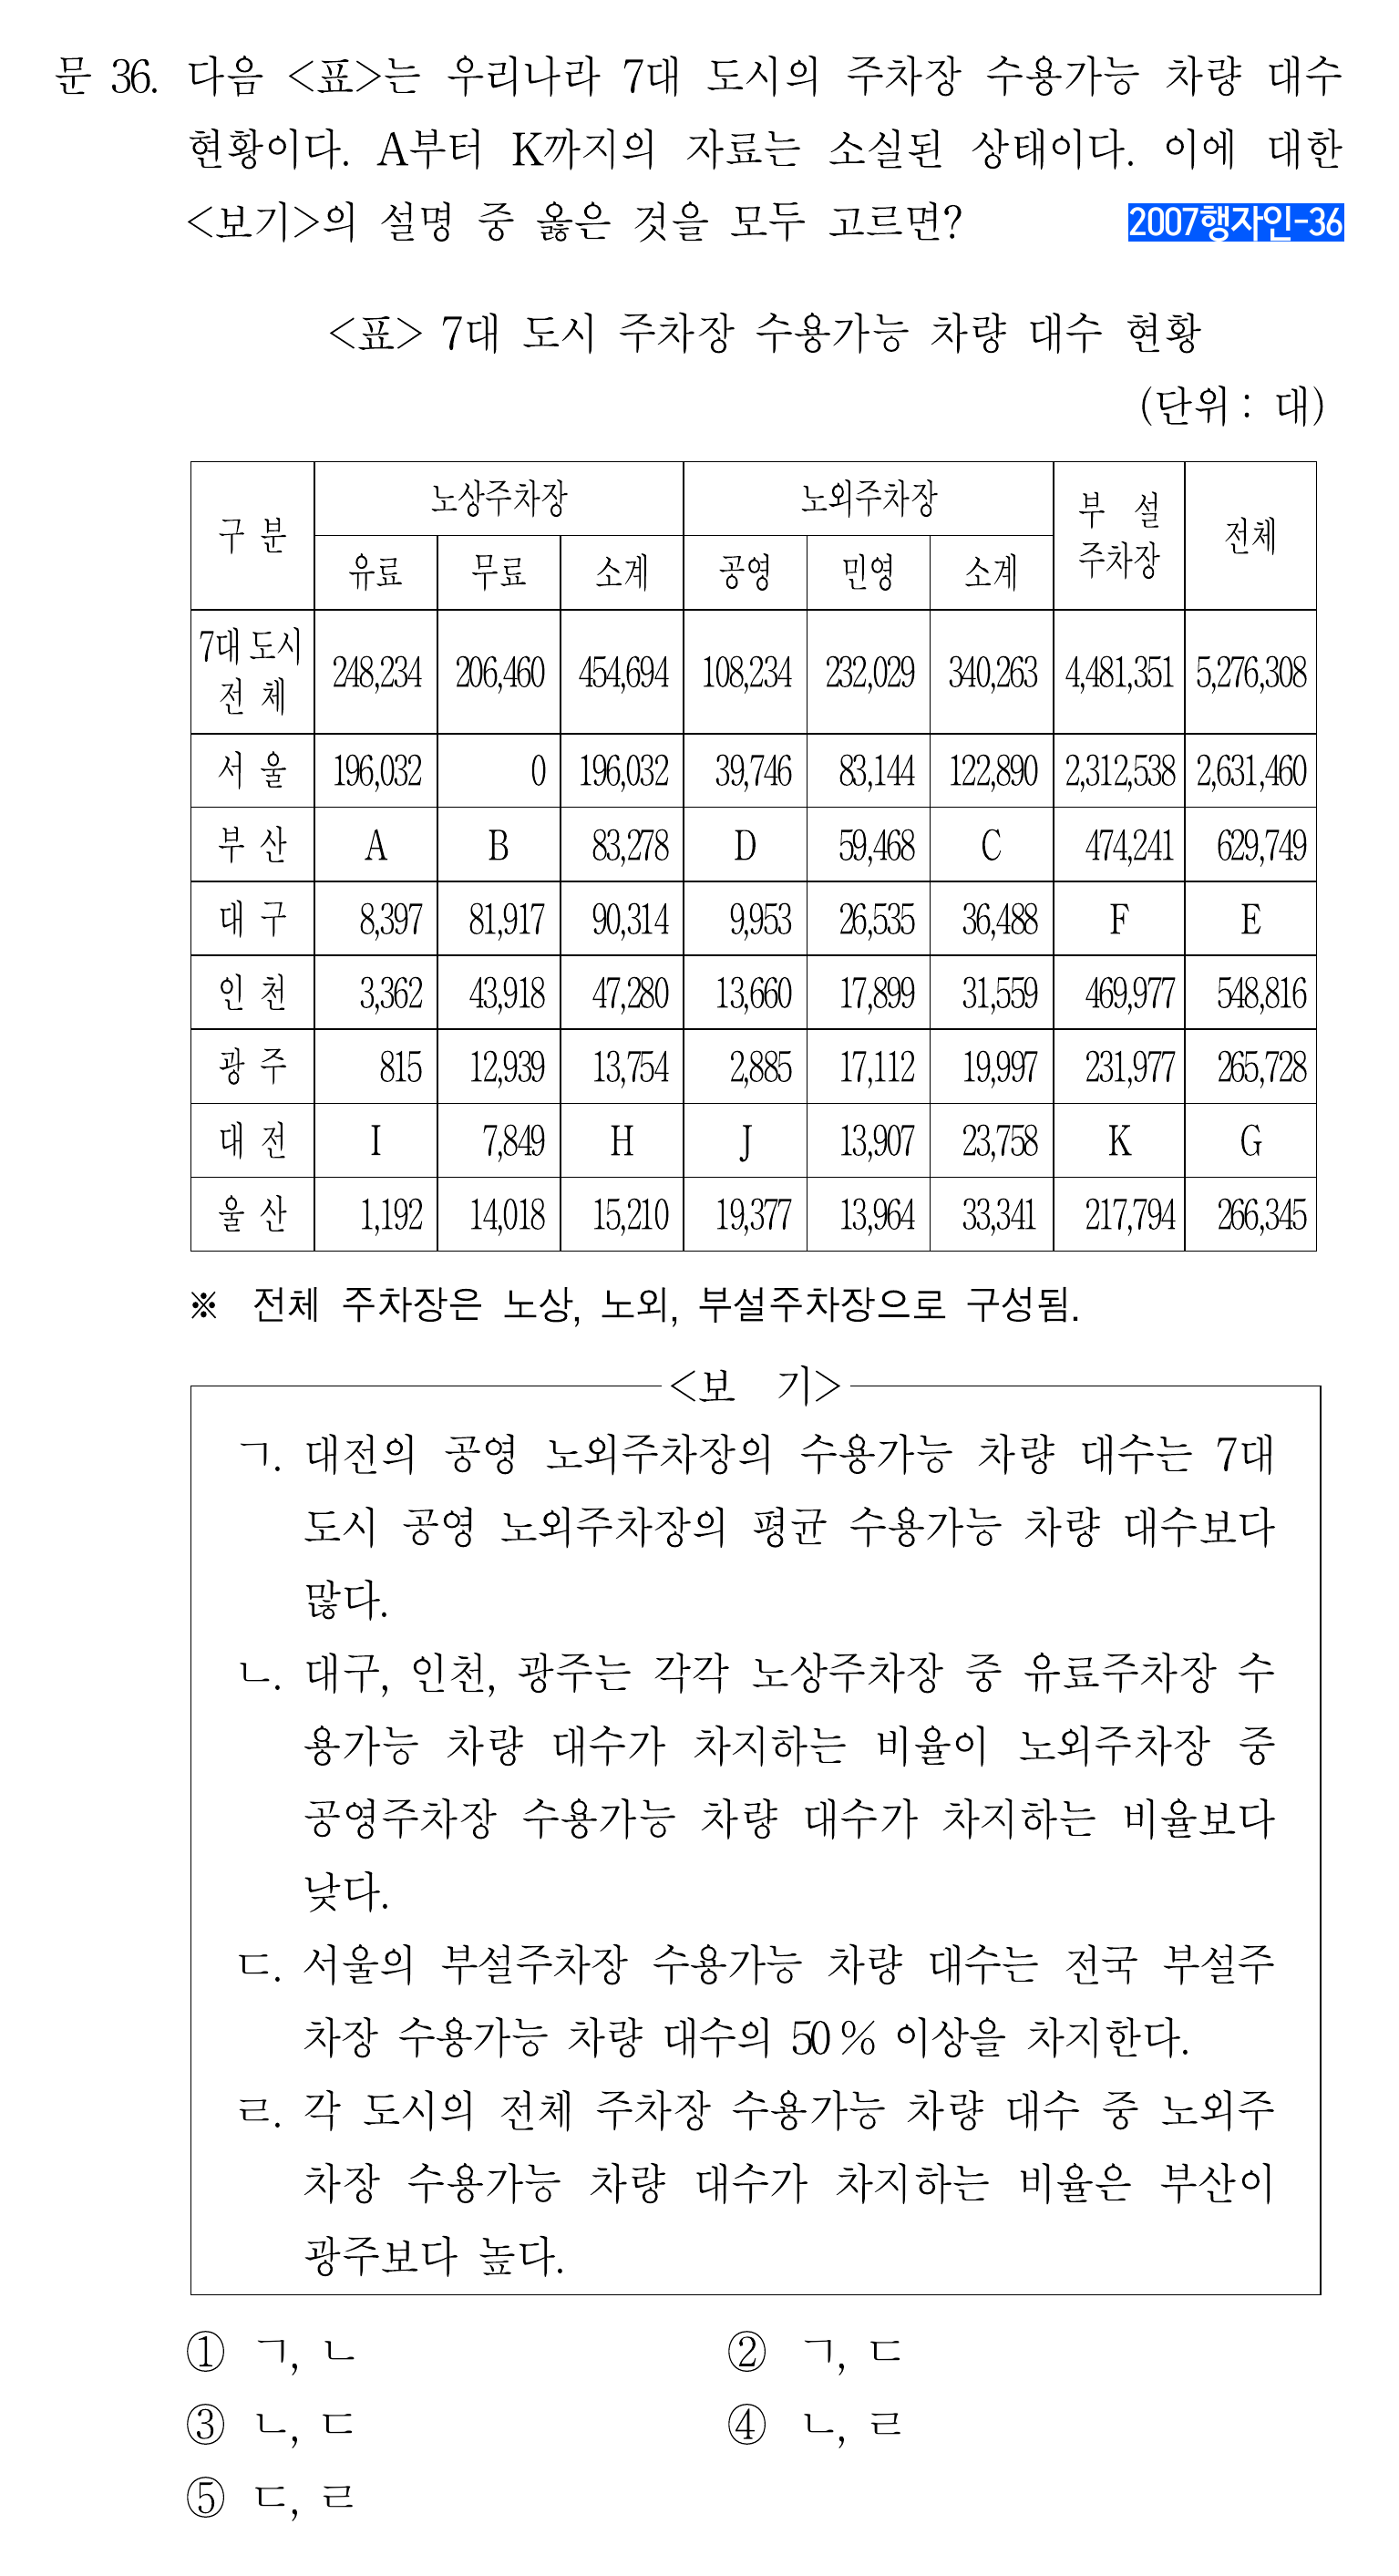 문 36. 다음 <표>는 우리나라 7대 도시의 주차장 수용가능 차량 대수
현황이다. A부터 K까지의 자료는 소실된 상태이다. 이에 대한
<보기>의 설명 중 옳은 것을 모두 고르면? 2007행자인-36
<표> 7대 도시 주차장 수용가능 차량 대수 현황
(단위 : 대)
구 분 노상주차장 노외주차장 부 설 주차장 전체
유료 무료 소계 공영 민영 소계
7대 도시 전 체 248,234 206,460 454,694 108,234 232,029 340,263 4,481,351 5,276,308
서 울 196,032 0 196,032 39,746 83,144 122,890 2,312,538 2,631,460
부 산 A B 83,278 D 59,468 C 474,241 629,749
대 구 8,397 81,917 90,314 9,953 26,535 36,488 F E
인 천 3,362 43,918 47,280 13,660 17,899 31,559 469,977 548,816
광 주 815 12,939 13,754 2,885 17,112 19,997 231,977 265,728
대 전 I 7,849 H J 13,907 23,758 K G
울 산 1,192 14,018 15,210 19,377 13,964 33,341 217,794 266,345
※ 전체 주차장은 노상, 노외, 부설주차장으로 구성됨.
<보 기>
ㄱ. 대전의 공영 노외주차장의 수용가능 차량 대수는 7대
도시 공영 노외주차장의 평균 수용가능 차량 대수보다
많다.
ㄴ. 대구, 인천, 광주는 각각 노상주차장 중 유료주차장 수
용가능 차량 대수가 차지하는 비율이 노외주차장 중
공영주차장 수용가능 차량 대수가 차지하는 비율보다
낮다.
ㄷ. 서울의 부설주차장 수용가능 차량 대수는 전국 부설주
차장 수용가능 차량 대수의 50 % 이상을 차지한다.
ㄹ. 각 도시의 전체 주차장 수용가능 차량 대수 중 노외주
차장 수용가능 차량 대수가 차지하는 비율은 부산이
광주보다 높다.
① ㄱ, ㄴ ② ㄱ, ㄷ
③ ㄴ, ㄷ ④ ㄴ, ㄹ
⑤ ㄷ, ㄹ